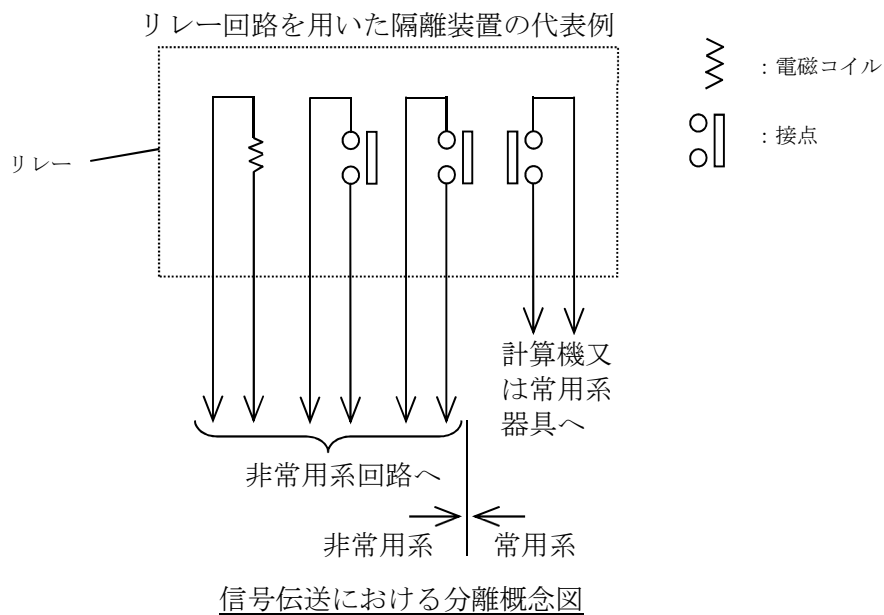 リレー回路を用いた隔離装置の代表例
：電磁コイル
：接点
リレー
計算機又
は常用系
器具へ
非常用系回路へ
非常用系
常用系
信号伝送における分離概念図